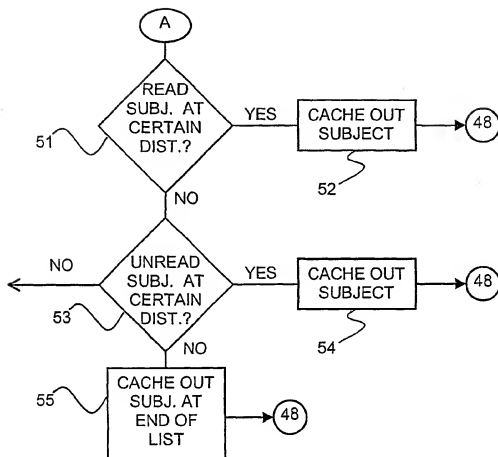 A
READ
SUBJ. AT
CERTAIN
DIST.?
51
YES
CACHE OUT
SUBJECT
52
48
NO
UNREAD
SUBJ. AT
CERTAIN
DIST.?
53
NO
YES
CACHE OUT
SUBJECT
54
48
NO
CACHE OUT
SUBJ. AT
END OF
LIST
55
48